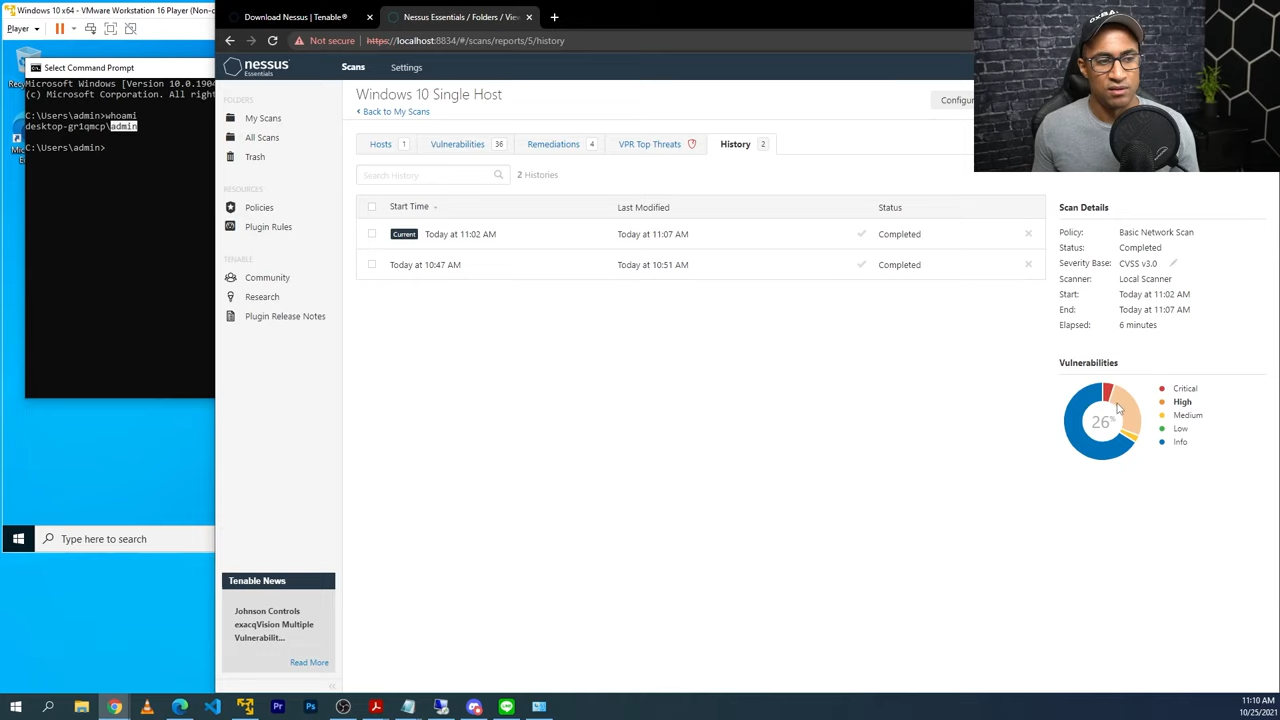 Windows 10 x64 - VMware Workstation 16 Player (Non-c
Player
Select Command Prompt
Microsoft Windows [Version 10.0.1904
(c) Microsoft Corporation. All right
C:\Users\admin>whoami
desktop-gr1qmcp\admin
C:\Users\admin>
Type here to search
Download Nessus | Tenable®
Nessus Essentials / Folders /
Not secure
https://localhost:8834/#/scans/reports/5/history
nessus
Essentials
Scans
Settings
FOLDERS
My Scans
All Scans
Trash
RESOURCES
Policies
Plugin Rules
TENABLE
Community
Research
Plugin Release Notes
Tenable News
Johnson Controls
exacqVision Multiple
Vulnerabilit...
Read More
Windows 10 Single Host
< Back to My Scans
Configur
Hosts 1
Vulnerabilities 36
Remediations 4
VPR Top Threats
History 2
Search History
2 Histories
Start Time
Last Modified
Status
Current Today at 11:02 AM
Today at 11:07 AM
Completed
Today at 10:47 AM
Today at 10:51 AM
Completed
Scan Details
Policy: Basic Network Scan
Status: Completed
Severity Base: CVSS v3.0
Scanner: Local Scanner
Start: Today at 11:02 AM
End: Today at 11:07 AM
Elapsed: 6 minutes
Vulnerabilities
26%
Critical
High
Medium
Low
Info
11:10 AM
10/25/2021